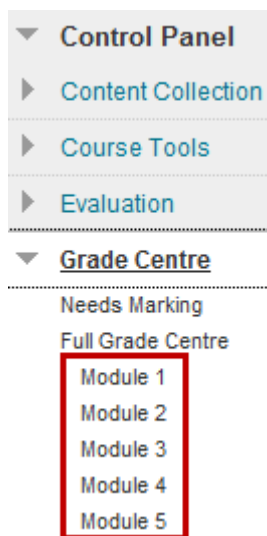 Control Panel
Content Collection
Course Tools
Evaluation
Grade Centre
Needs Marking
Full Grade Centre
Module 1
Module 2
Module 3
Module 4
Module 5